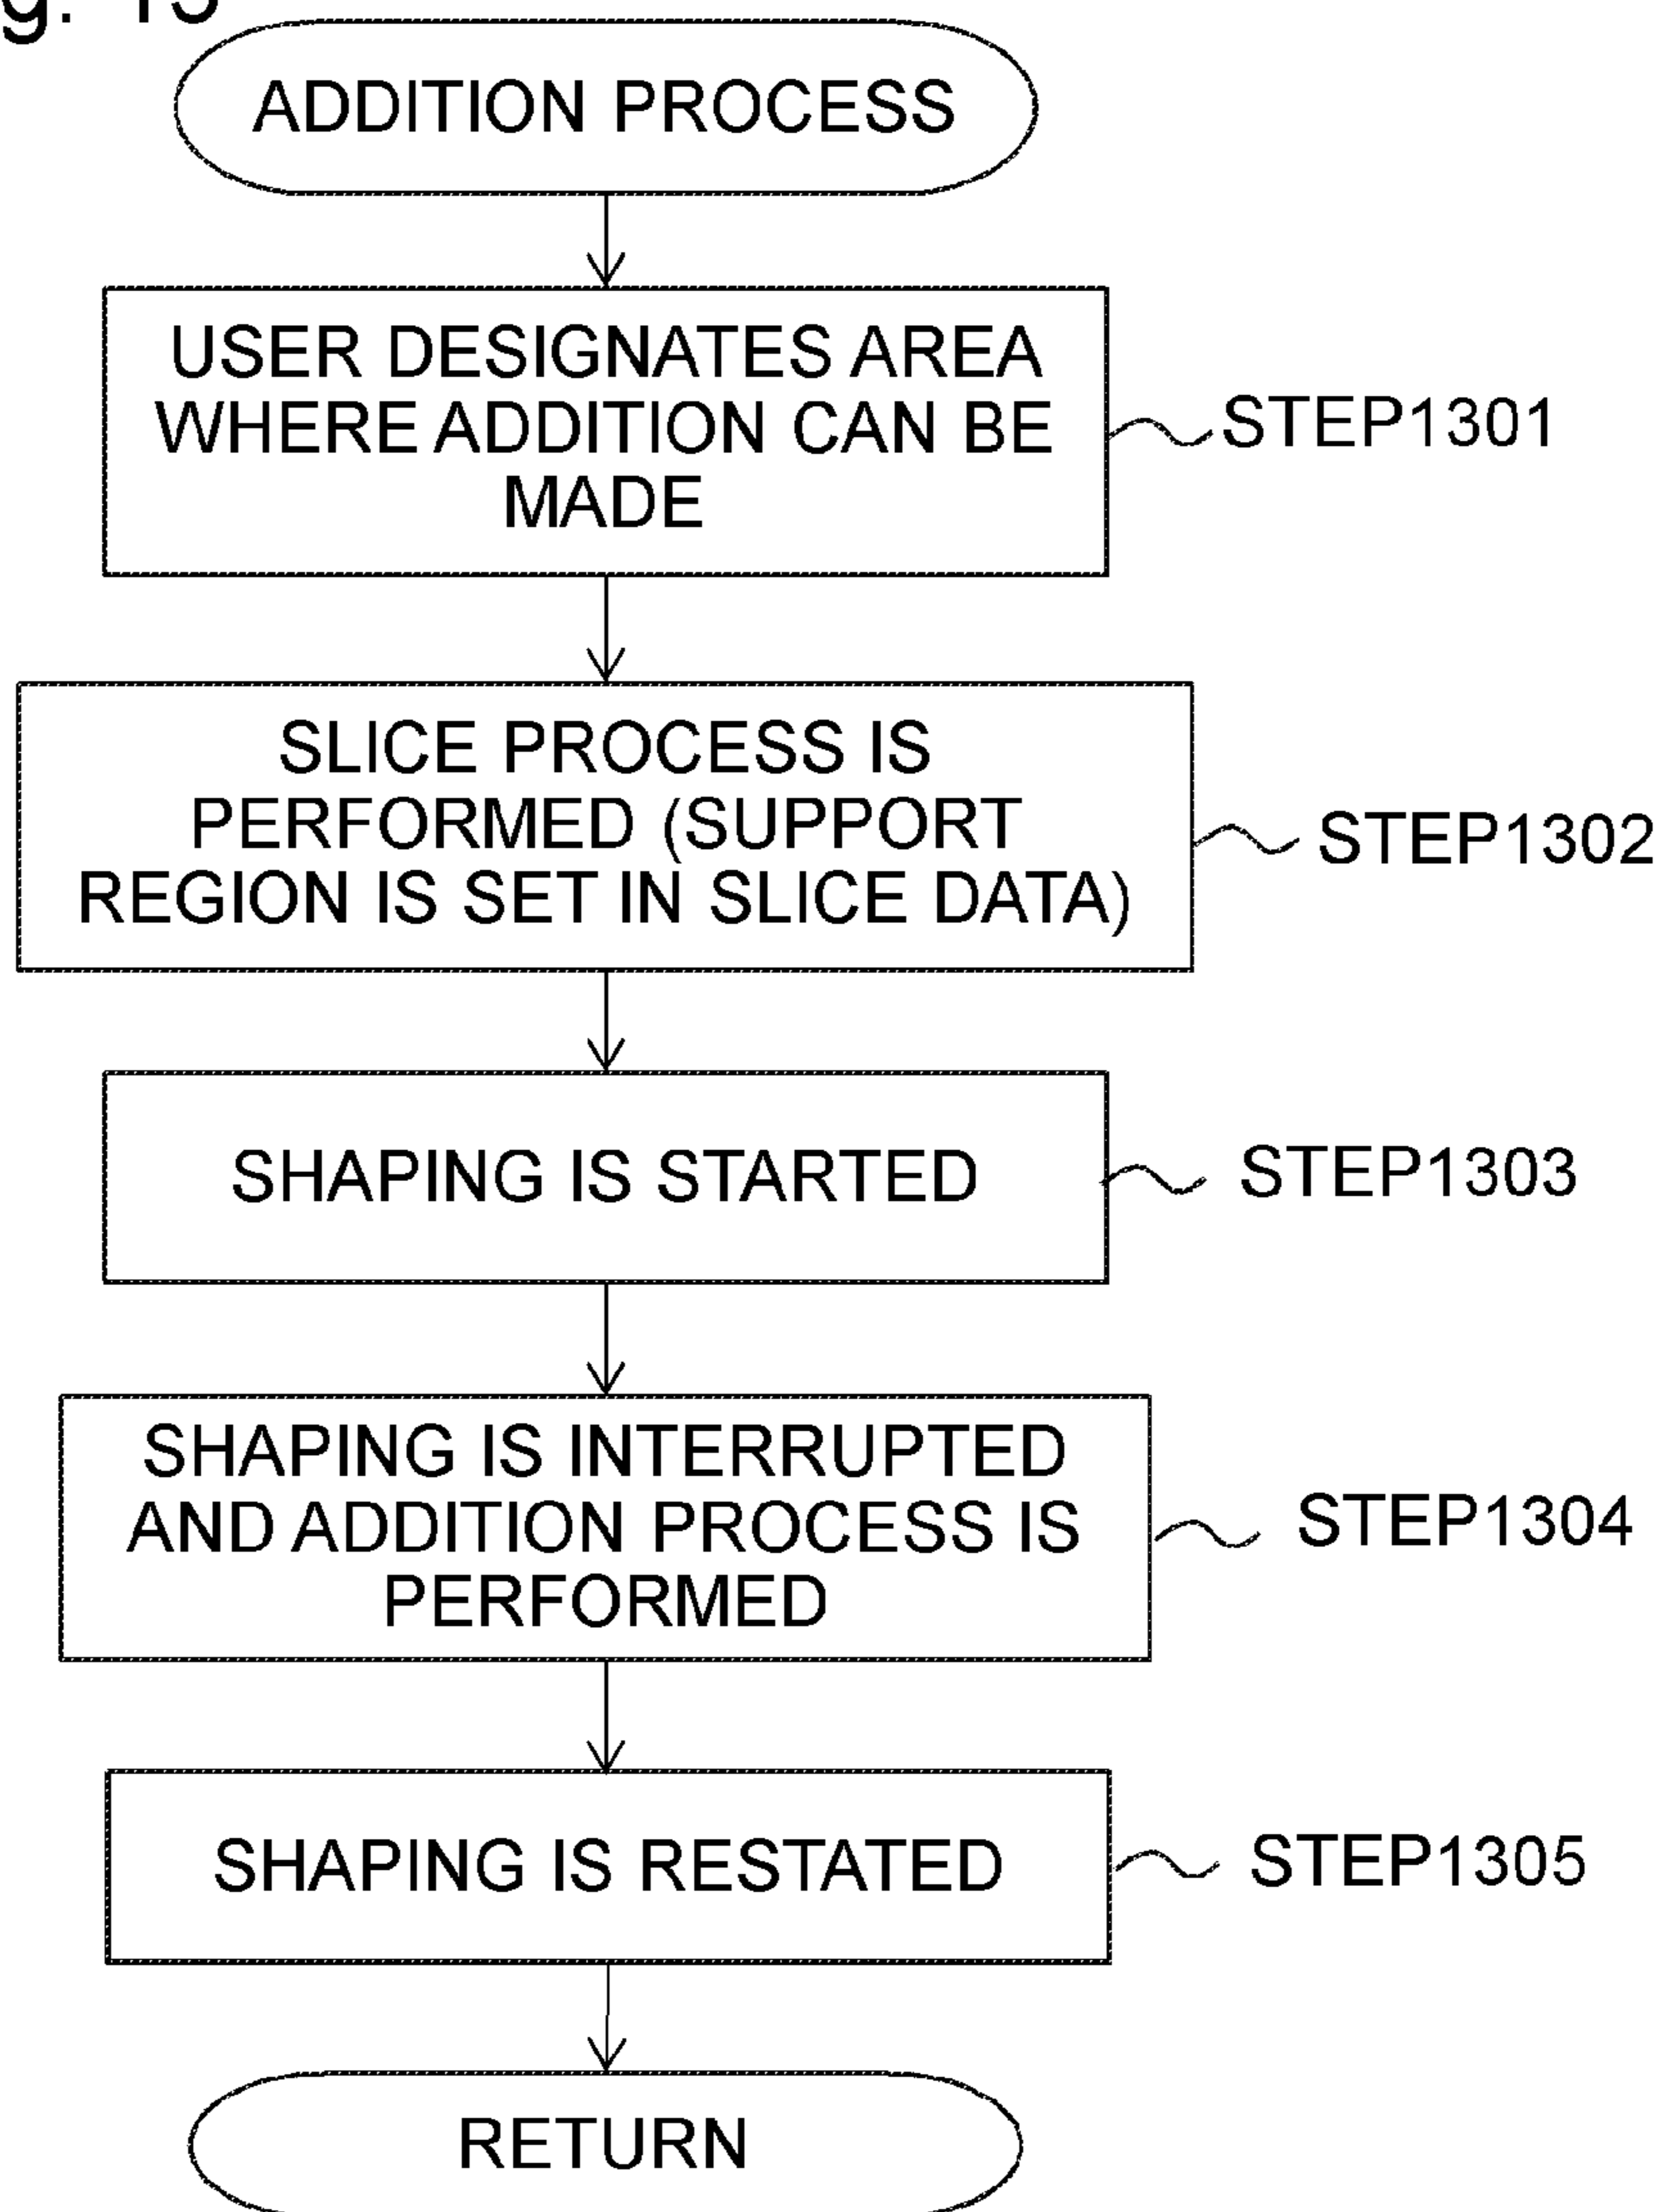 g. 13
ADDITION PROCESS
USER DESIGNATES AREA
WHERE ADDITION CAN BE
MADE
STEP1301
SLICE PROCESS IS
PERFORMED (SUPPORT
REGION IS SET IN SLICE DATA)
STEP1302
SHAPING IS STARTED
STEP1303
SHAPING IS INTERRUPTED
AND ADDITION PROCESS IS
PERFORMED
STEP1304
SHAPING IS RESTATED
STEP1305
RETURN